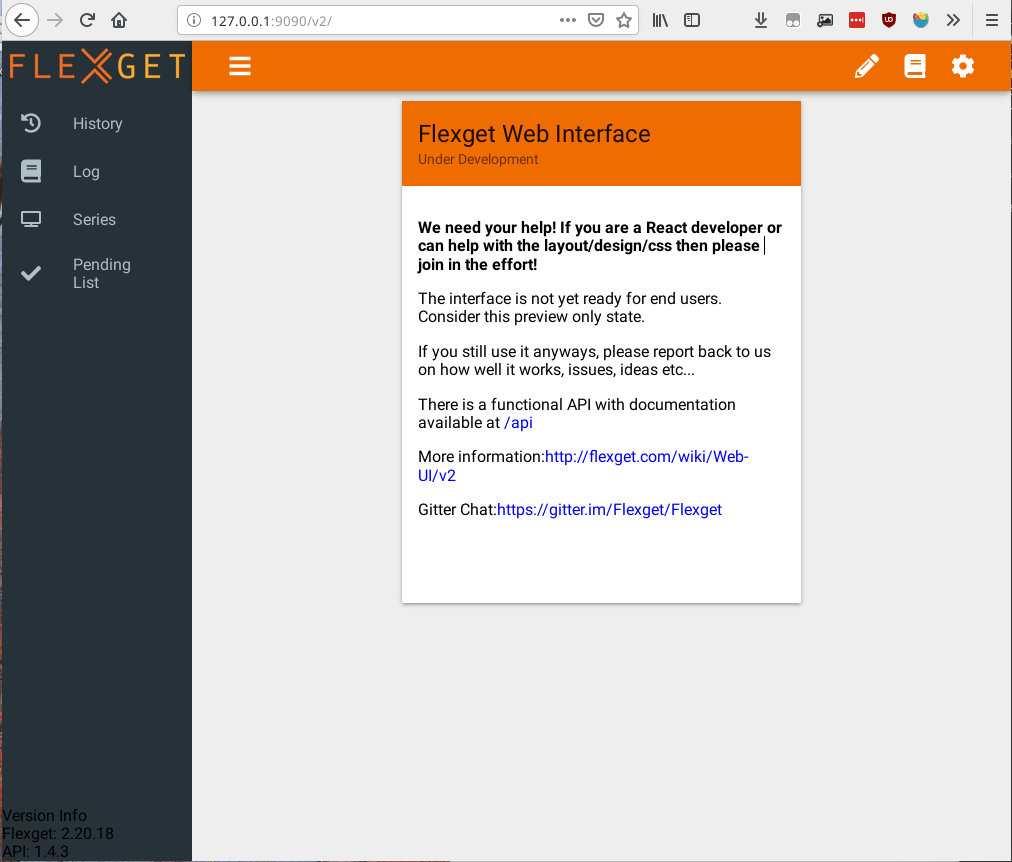 127.0.0.1:9090/v2/
FLEXGET
History
Log
Series
Pending
List
Flexget Web Interface
Under Development
We need your help! If you are a React developer or
can help with the layout/design/css then please
join in the effort!
The interface is not yet ready for end users.
Consider this preview only state.
If you still use it anyways, please report back to us
on how well it works, issues, ideas etc...
There is a functional API with documentation
available at /api
More information:http://flexget.com/wiki/Web-
UI/v2
Gitter Chat:https://gitter.im/Flexget/Flexget
Version Info
Flexget: 2.20.18
API: 1.4.3